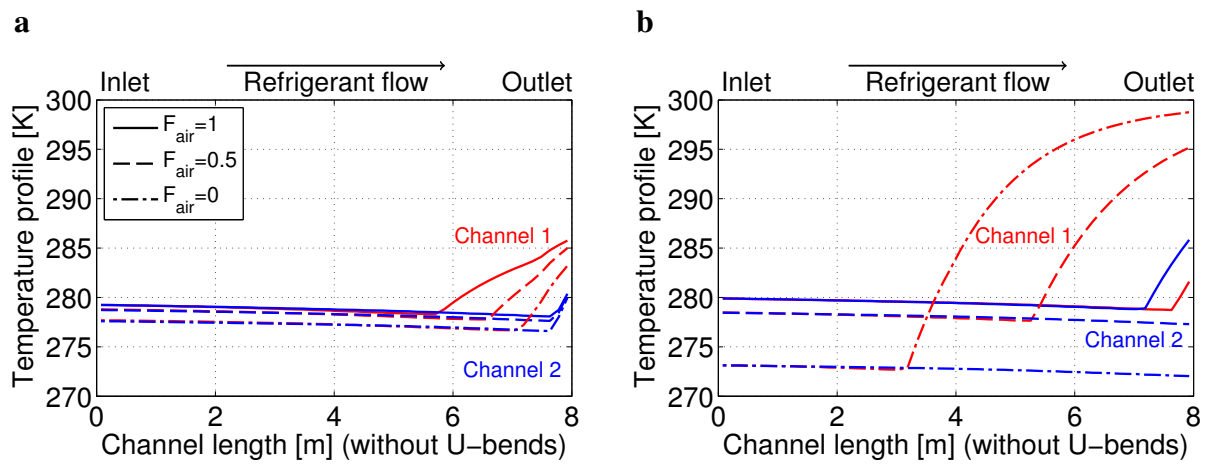 a
Inlet Refrigerant flow Outlet
Temperature profile [K]
300
295
290
285
280
275
270
F_air=1
F_air=0.5
F_air=0
Channel 1
Channel 2
0 2 4 6 8
Channel length [m] (without U−bends)
b
Inlet Refrigerant flow Outlet
Temperature profile [K]
300
295
290
285
280
275
270
Channel 1
Channel 2
0 2 4 6 8
Channel length [m] (without U−bends)